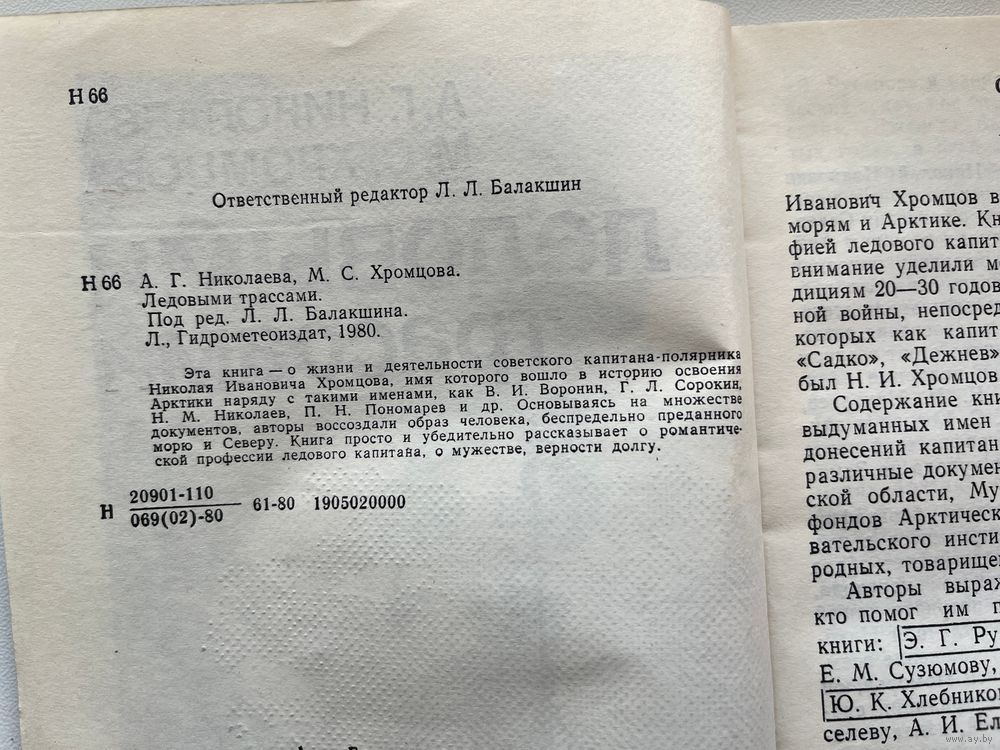 Н 66
Ответственный редактор Л. Л. Балакшин
Н 66 А. Г. Николаева, М. С. Хромцова.
Ледовыми трассами.
Под ред. Л. Л. Балакшина.
Л., Гидрометеоиздат, 1980.
Эта книга — о жизни и деятельности советского капитана-полярника
Николая Ивановича Хромцова, имя которого вошло в историю освоения
Арктики наряду с такими именами, как В. И. Воронин, Г. Л. Сорокин,
Н. М. Николаев, П. Н. Пономарев и др. Основываясь на множестве
документов, авторы воссоздали образ человека, беспредельно преданного
морю и Северу. Книга просто и убедительно рассказывает о романтиче-
ской профессии ледового капитана, о мужестве, верности долгу.
Н 20901-110
069(02)-80 61-80 1905020000
Иванович Хромцов в
морям и Арктике. Кн
фией ледового капит
внимание уделили м
дициям 20—30 годов
ной войны, непосред
которых как капит
«Садко», «Дежнев»
был Н. И. Хромцов
Содержание кни
выдуманных имен
донесений капитан
различные докумен
ской области, Му
фондов Арктическ
вательского инсти
родных, товарище
Авторы выраж
кто помог им п
книги: Э. Г. Ру
Е. М. Сузюмову,
Ю. К. Хлебников
селеву, А. И. Ел
www.ay.by